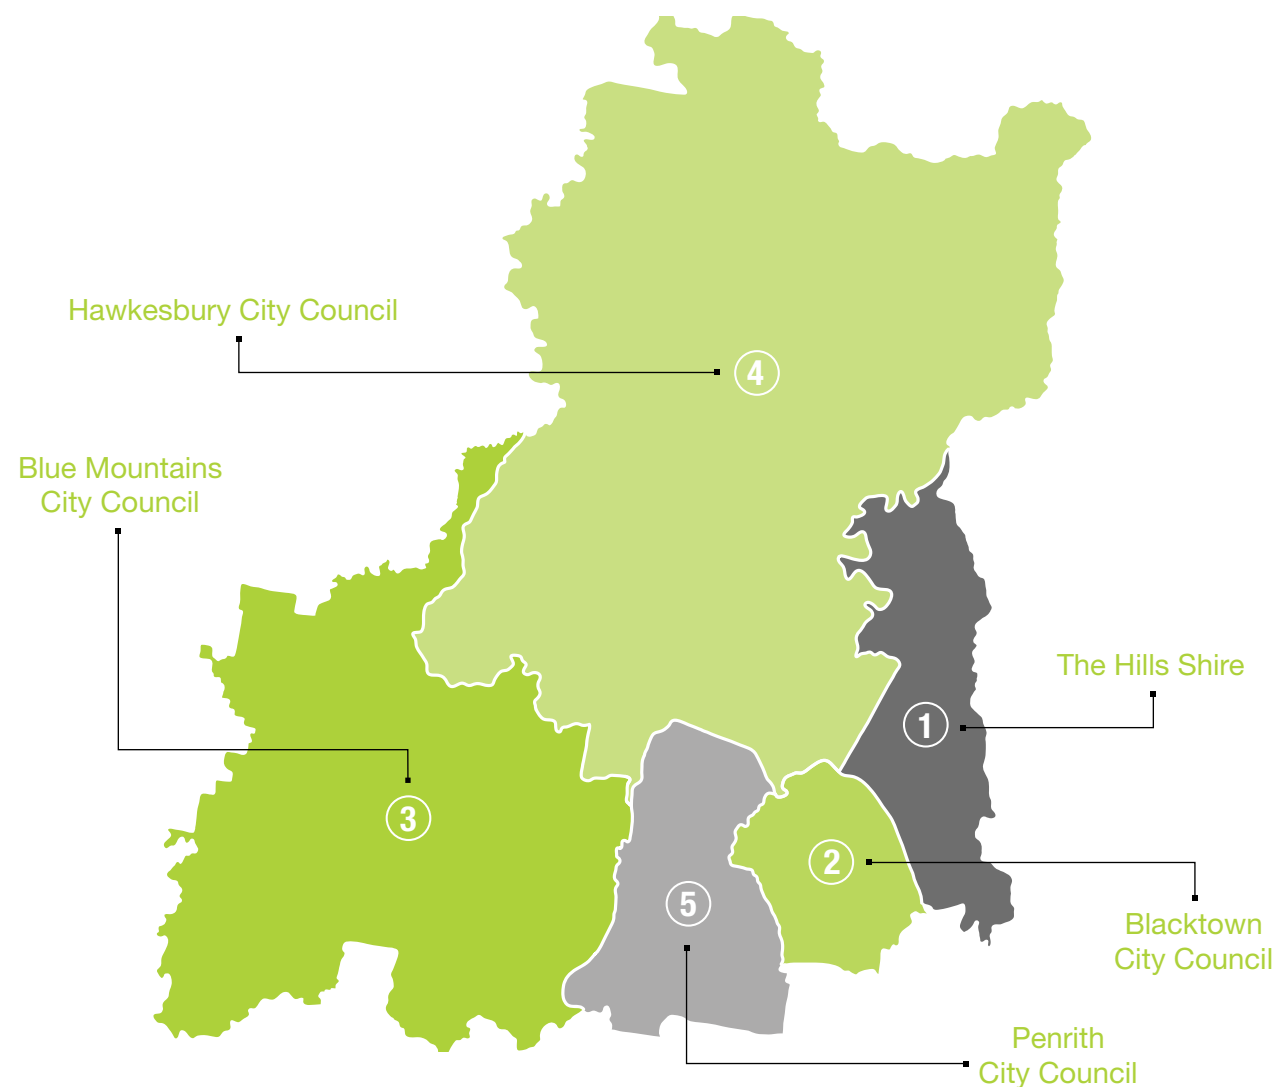 Hawkesbury City Council
4
Blue Mountains
City Council
The Hills Shire
1
3
2
5
Blacktown
City Council
Penrith
City Council